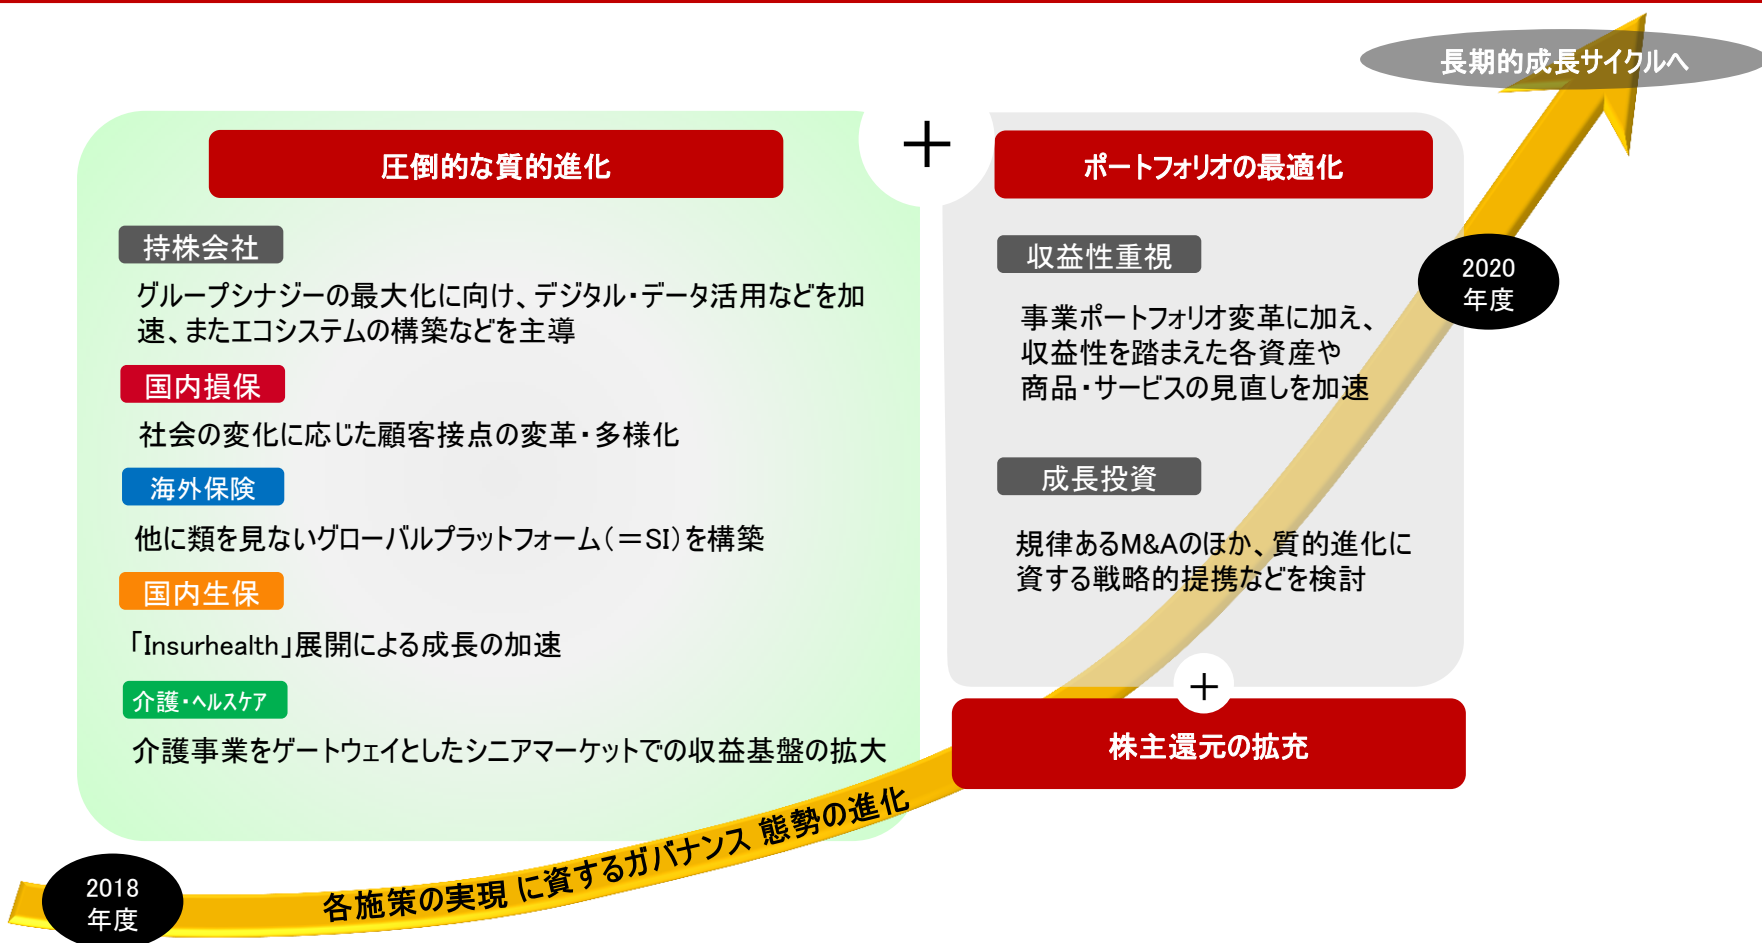 長期的成長サイクルへ
圧倒的な質的進化
＋
ポートフォリオの最適化
持株会社
グループシナジーの最大化に向け、デジタル・データ活用などを加
速、またエコシステムの構築などを主導
国内損保
社会の変化に応じた顧客接点の変革・多様化
海外保険
他に類を見ないグローバルプラットフォーム（＝SI）を構築
国内生保
「Insurhealth」展開による成長の加速
介護・ヘルスケア
介護事業をゲートウェイとしたシニアマーケットでの収益基盤の拡大
収益性重視
事業ポートフォリオ変革に加え、
収益性を踏まえた各資産や
商品・サービスの見直しを加速
成長投資
規律あるM&Aのほか、質的進化に
資する戦略的提携などを検討
＋
株主還元の拡充
2020
年度
各施策の実現 に資するガバナンス 態勢の進化
2018
年度